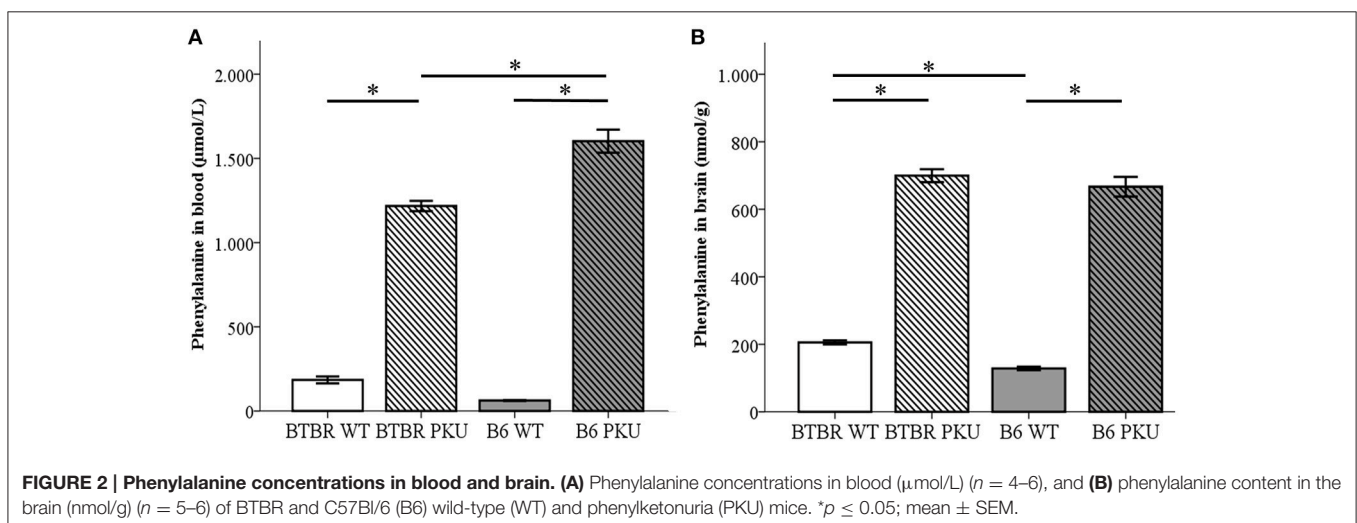 A
Phenylalanine in blood (μmol/L)
2.000
1.500
1.000
500
0
*
*
*
BTBR WT BTBR PKU B6 WT B6 PKU
B
Phenylalanine in brain (nmol/g)
1.000
800
600
400
200
0
*
*
*
BTBR WT BTBR PKU B6 WT B6 PKU
FIGURE 2 | Phenylalanine concentrations in blood and brain. (A) Phenylalanine concentrations in blood (μmol/L) (n = 4–6), and (B) phenylalanine content in the
brain (nmol/g) (n = 5–6) of BTBR and C57Bl/6 (B6) wild-type (WT) and phenylketonuria (PKU) mice. *p ≤ 0.05; mean ± SEM.